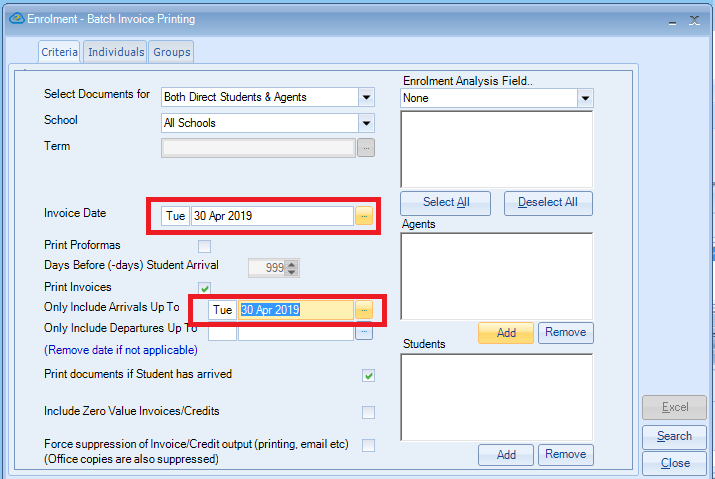 Enrolment - Batch Invoice Printing
Criteria Individuals Groups
Select Documents for Both Direct Students & Agents
School All Schools
Term ...
Invoice Date Tue 30 Apr 2019 ...
Print Proformas
Days Before (-days) Student Arrival 999
Print Invoices
Only Include Arrivals Up To Tue 30 Apr 2019 ...
Only Include Departures Up To ...
(Remove date if not applicable)
Print documents if Student has arrived
Include Zero Value Invoices/Credits
Force suppression of Invoice/Credit output (printing, email etc)
(Office copies are also suppressed)
Enrolment Analysis Field..
None
Select All Deselect All
Agents
Add Remove
Students
Add Remove
Excel
Search
Close